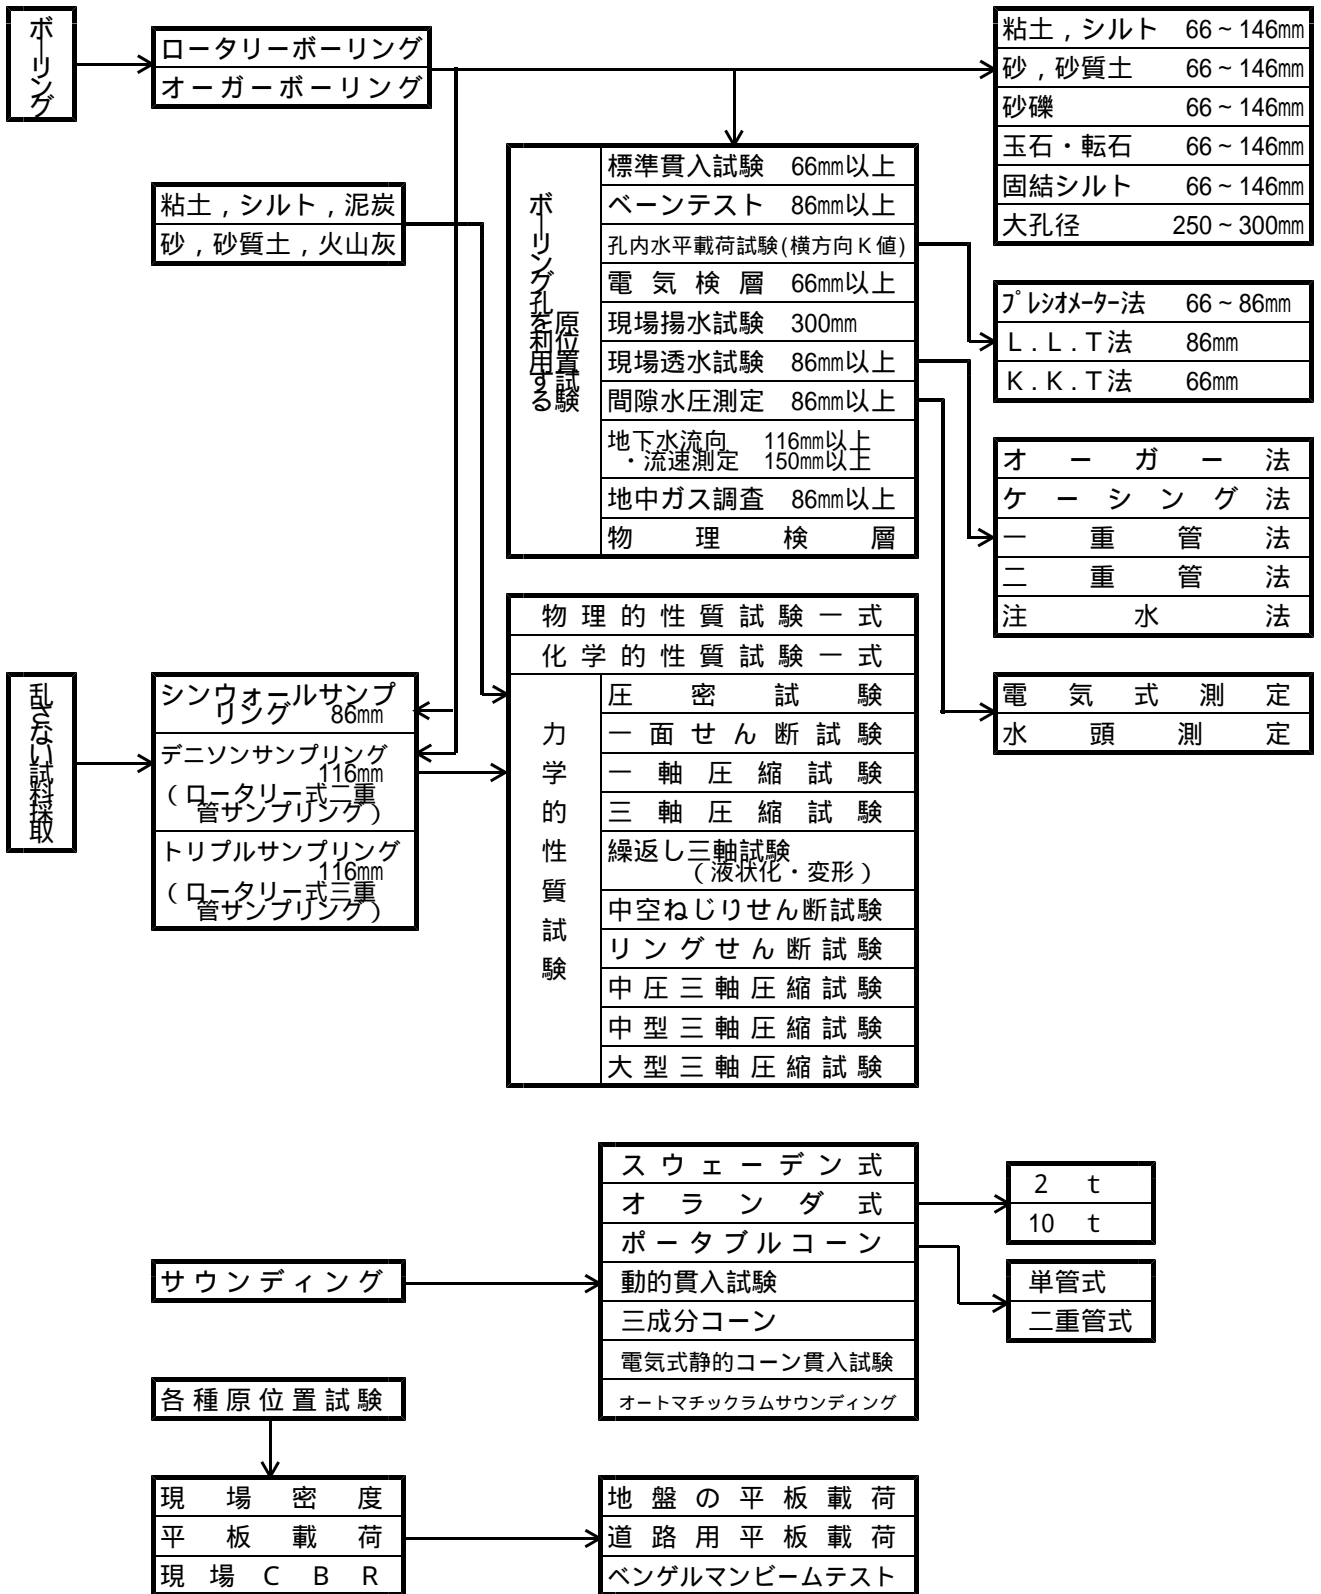 ボーリング
ロータリーボーリング
オーガーボーリング
粘土，シルト　66～146㎜
砂，砂質土　66～146㎜
砂礫　66～146㎜
玉石・転石　66～146㎜
固結シルト　66～146㎜
大孔径　250～300㎜
粘土，シルト，泥炭
砂，砂質土，火山灰
ボーリング孔を利用する
原位置試験
標準貫入試験　66㎜以上
ベーンテスト　86㎜以上
孔内水平載荷試験(横方向Ｋ値)
電気検層　66㎜以上
現場揚水試験　300㎜
現場透水試験　86㎜以上
間隙水圧測定　86㎜以上
地下水流向　116㎜以上
・流速測定　150㎜以上
地中ガス調査　86㎜以上
物理検層
ﾌﾟﾚｼｵﾒｰﾀｰ法　66～86㎜
Ｌ．Ｌ．Ｔ法　86㎜
Ｋ．Ｋ．Ｔ法　66㎜
オーガー法
ケーシング法
一重管法
二重管法
注水法
電気式測定
水頭測定
乱さない試料採取
シンウォールサンプ
リング　86㎜
デニソンサンプリング
116㎜
（ロータリー式二重
管サンプリング）
トリプルサンプリング
116㎜
（ロータリー式三重
管サンプリング）
物理的性質試験一式
化学的性質試験一式
力学的性質試験
圧密試験
一面せん断試験
一軸圧縮試験
三軸圧縮試験
繰返し三軸試験
（液状化・変形）
中空ねじりせん断試験
リングせん断試験
中圧三軸圧縮試験
中型三軸圧縮試験
大型三軸圧縮試験
サウンディング
スウェーデン式
オランダ式
ポータブルコーン
動的貫入試験
三成分コーン
電気式静的コーン貫入試験
オートマチックラムサウンディング
2　ｔ
10　ｔ
単管式
二重管式
各種原位置試験
現場密度
平板載荷
現場ＣＢＲ
地盤の平板載荷
道路用平板載荷
ベンゲルマンビームテスト